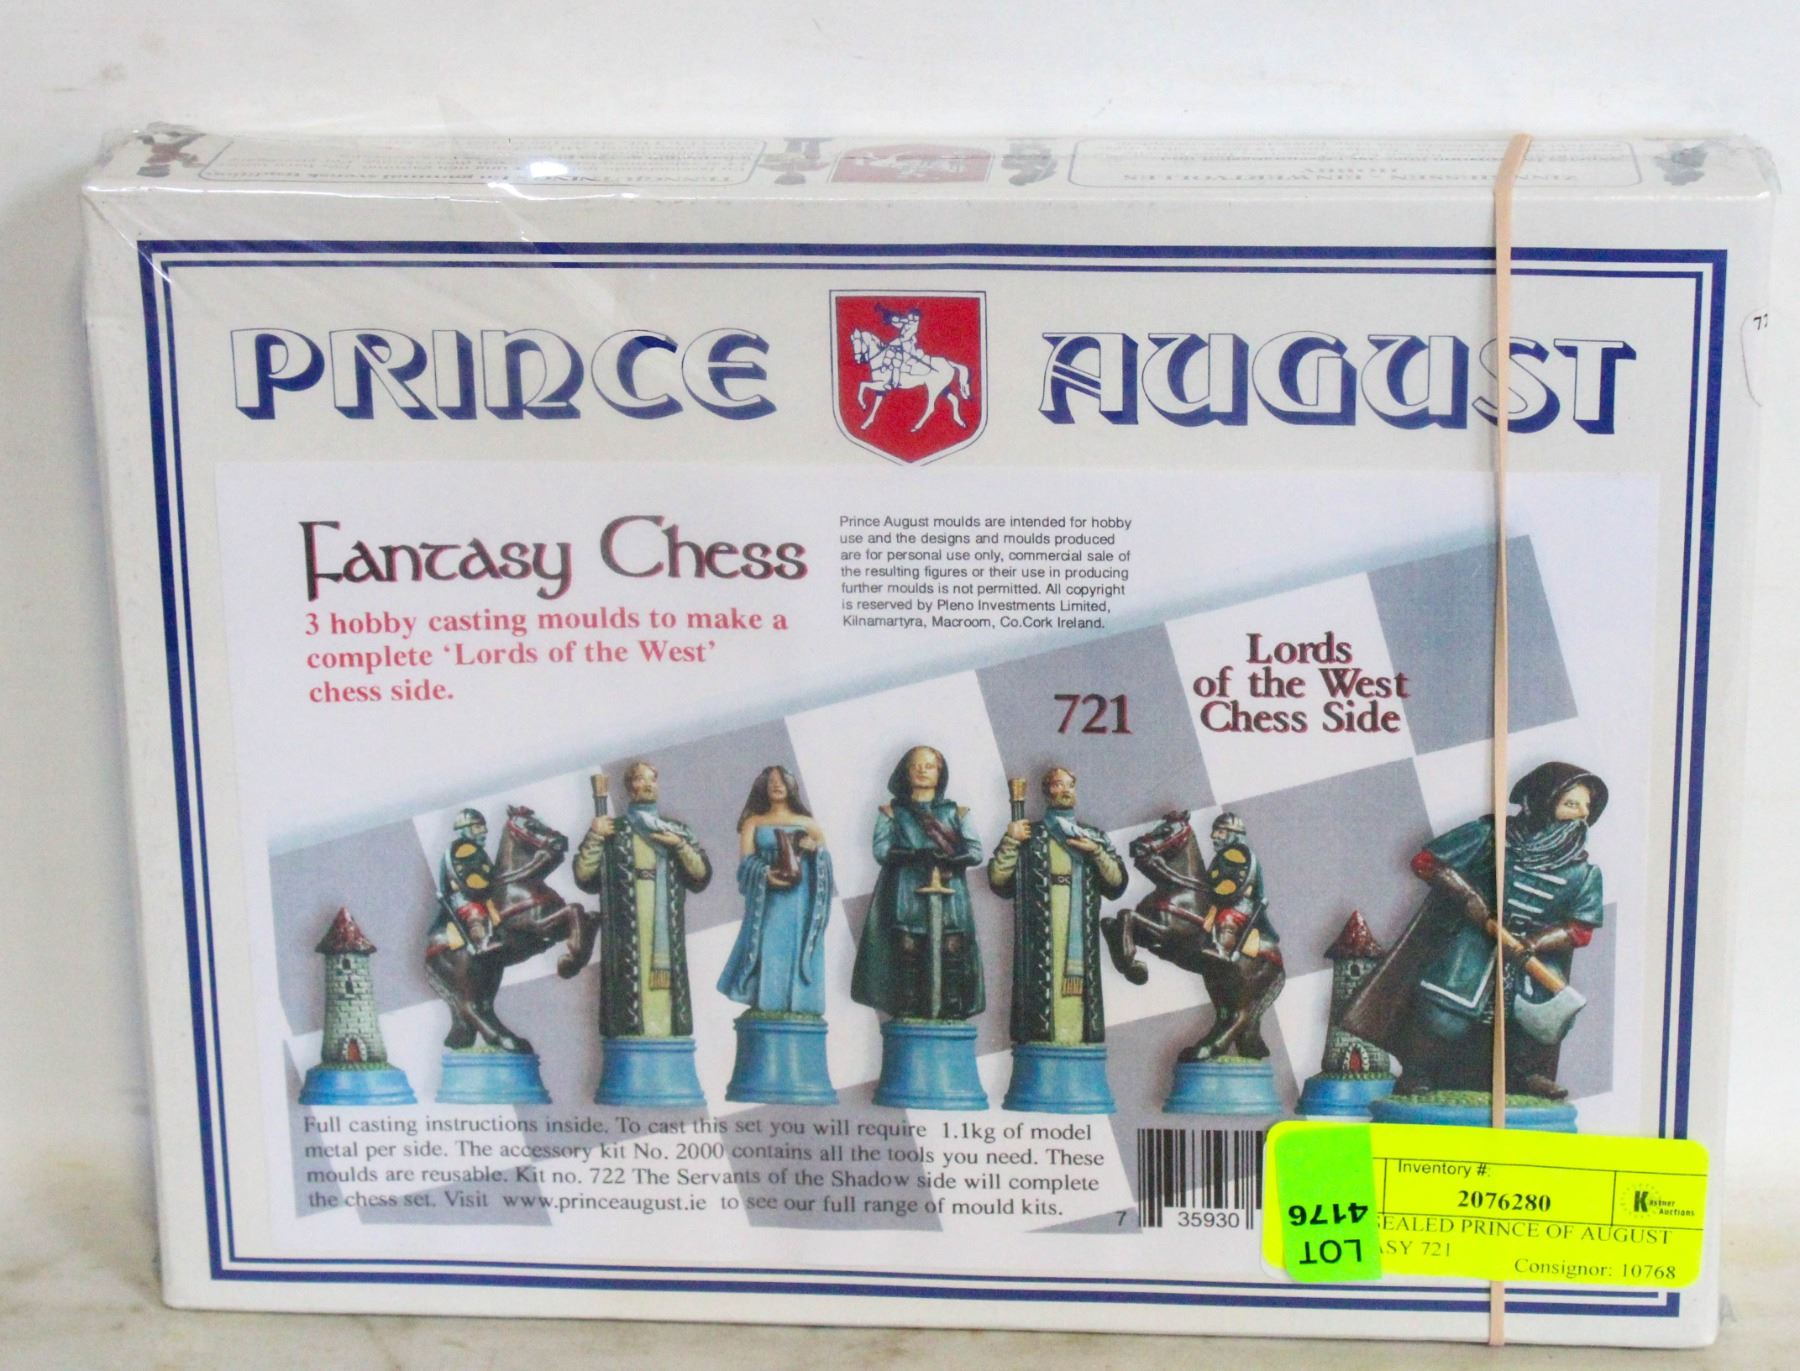 PRINCE AUGUST
Fantasy Chess
3 hobby casting moulds to make a
complete ‘Lords of the West’
chess side.
Prince August moulds are intended for hobby
use and the designs and moulds produced
are for personal use only, commercial sale of
the resulting figures or their use in producing
further moulds is not permitted. All copyright
is reserved by Pleno Investments Limited,
Kilnamartyra, Macroom, Co.Cork Ireland.
721
Lords
of the West
Chess Side
Full casting instructions inside. To cast this set you will require 1.1kg of model
metal per side. The accessory kit No. 2000 contains all the tools you need. These
moulds are reusable. Kit no. 722 The Servants of the Shadow side will complete
the chess set. Visit www.princeaugust.ie to see our full range of mould kits.
7 35930
LOT
4176
Inventory #:
2076280
Kastner
Auctions
SEALED PRINCE OF AUGUST
ASY 721
Consignor: 10768